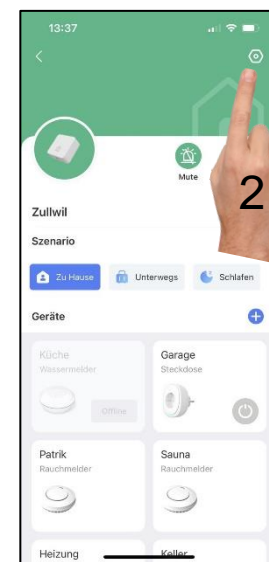 13:37
Mute
2
Zullwil
Szenario
Zu Hause Unterwegs Schlafen
Geräte
Küche Garage
Wassermelder Steckdose
Offline
Patrik Sauna
Rauchmelder Rauchmelder
Heizung Keller